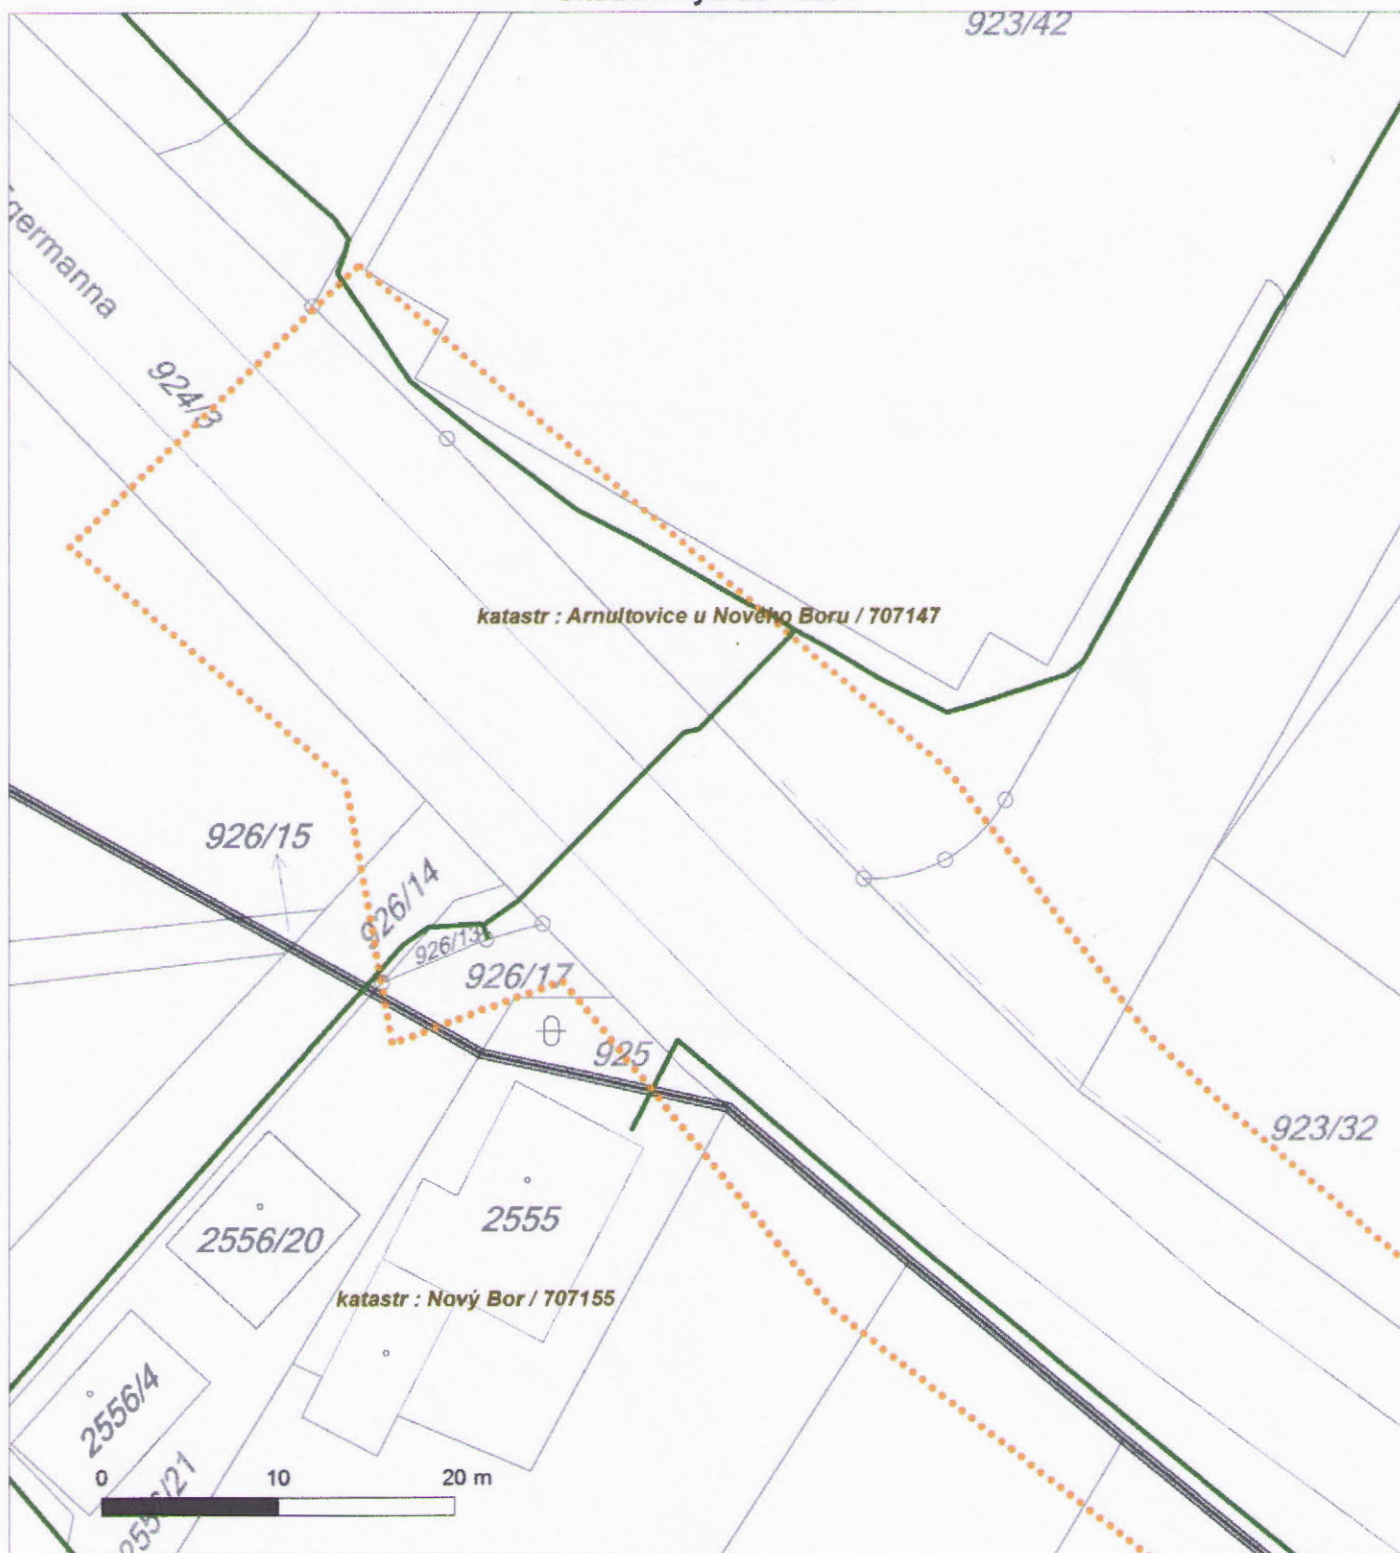 923/42
germanna
924/3
katastr : Arnultovice u Nového Boru / 707147
926/15
926/14
926/13
926/17
925
923/32
2555
2556/20
katastr : Nový Bor / 707155
2556/4
0 10 20 m